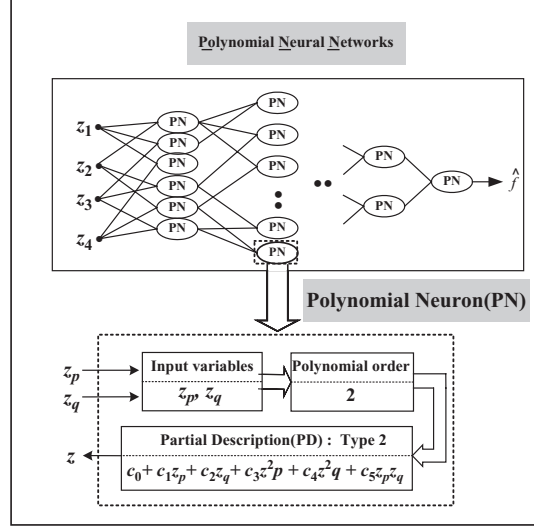 Polynomial Neural Networks
z1
z2
z3
z4
PN
PN
PN
PN
PN
PN
PN
PN
PN
PN
PN
PN
PN
PN
f̂
Polynomial Neuron(PN)
zp
zq
Input variables
zp, zq
Polynomial order
2
z
Partial Description(PD) : Type 2
c0+ c1zp+ c2zq+ c3z2p + c4z2q + c5zpzq